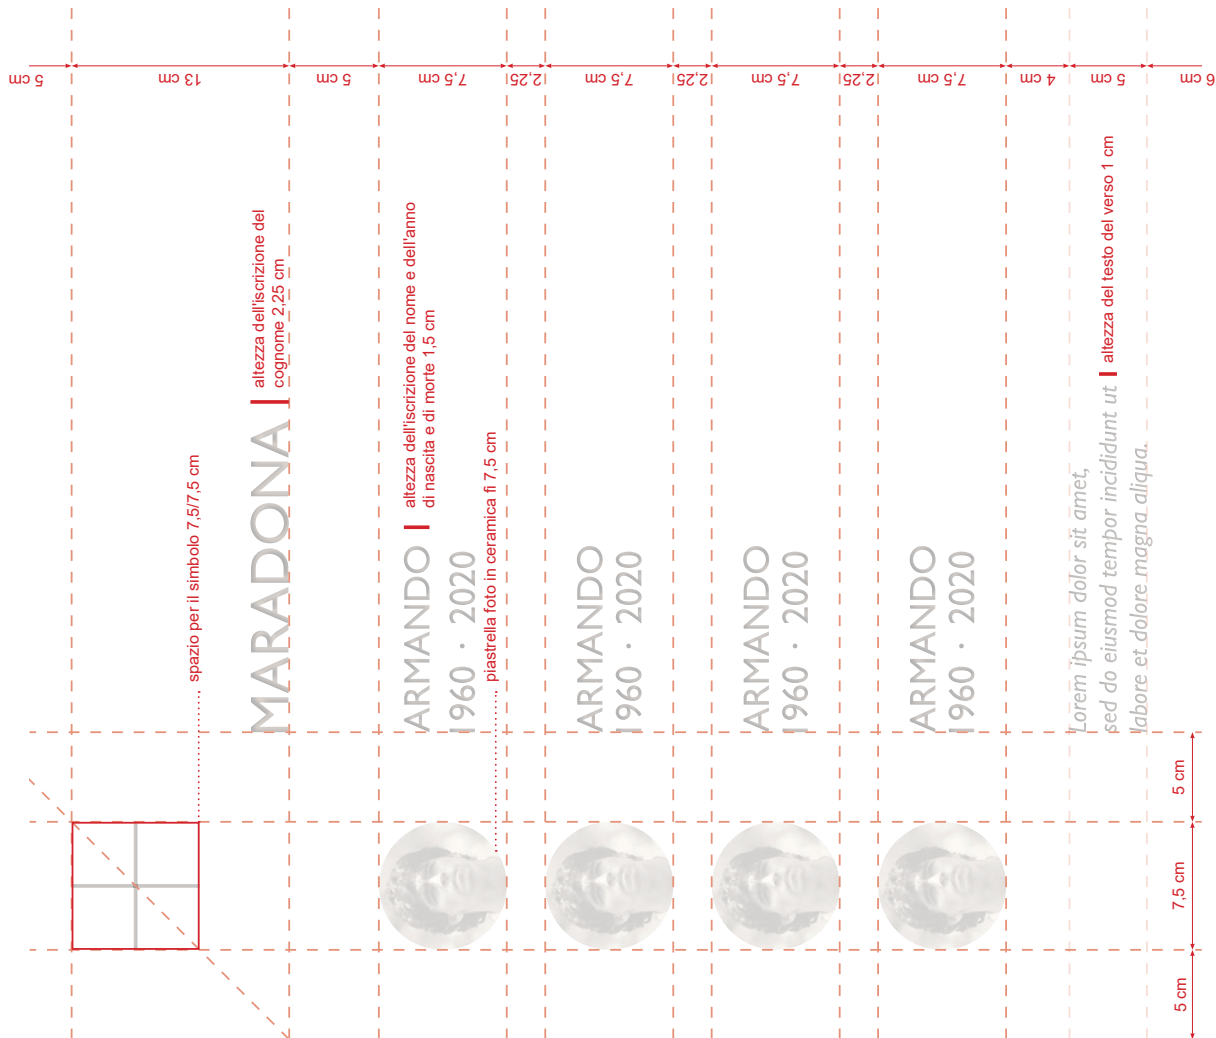 5 cm
13 cm
5 cm
7,5 cm
2,25
7,5 cm
2,25
7,5 cm
2,25
7,5 cm
4 cm
5 cm
6 cm
spazio per il simbolo 7,5/7,5 cm
MARADONA
altezza dell'iscrizione del
cognome 2,25 cm
ARMANDO
1960 · 2020
altezza dell'iscrizione del nome e dell'anno
di nascita e di morte 1,5 cm
piastrella foto in ceramica fi 7,5 cm
ARMANDO
1960 · 2020
ARMANDO
1960 · 2020
ARMANDO
1960 · 2020
Lorem ipsum dolor sit amet,
sed do eiusmod tempor incididunt ut
labore et dolore magna aliqua.
altezza del testo del verso 1 cm
5 cm
7,5 cm
5 cm